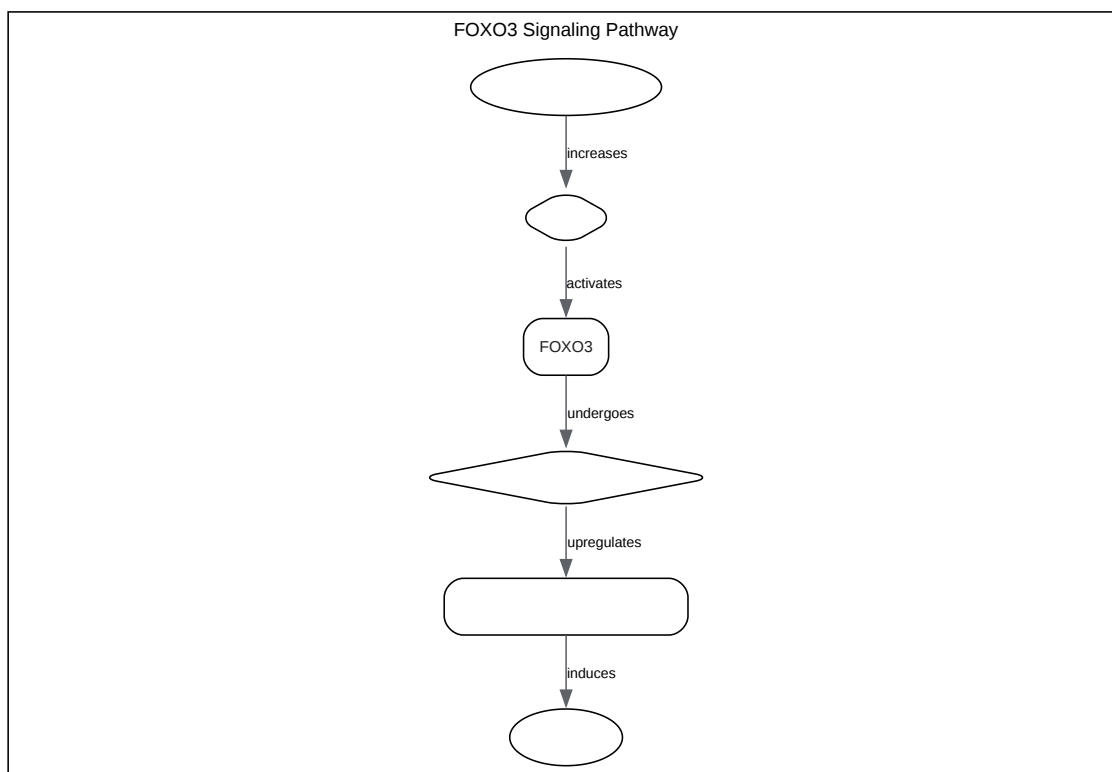 FOXO3 Signaling Pathway
increases
activates
FOXO3
undergoes
upregulates
induces